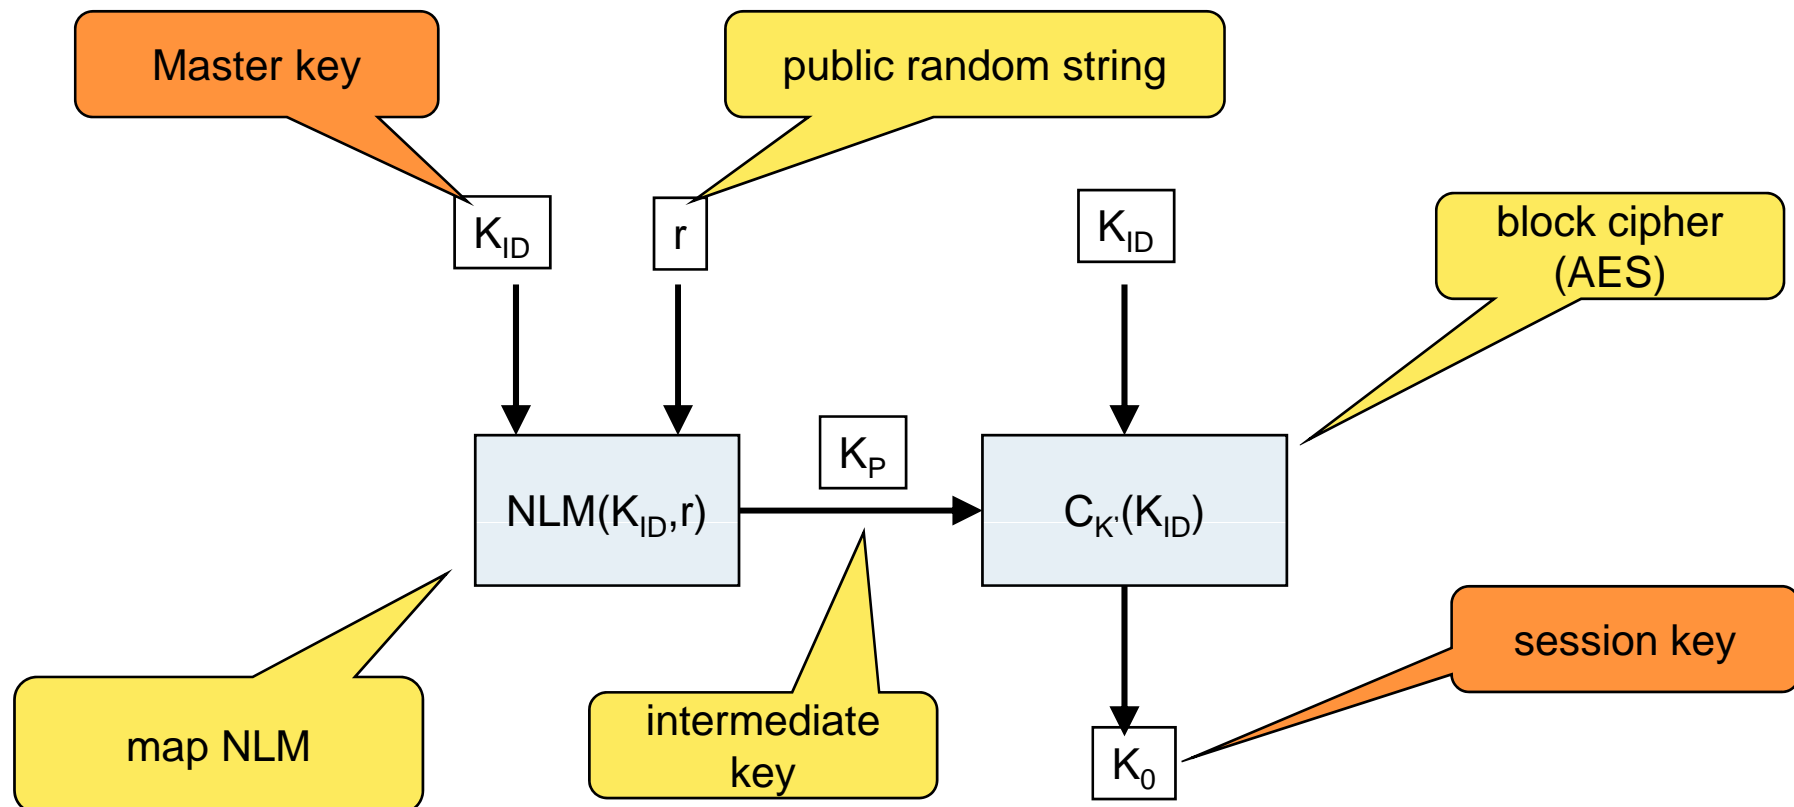 Master key
public random string
K_ID
r
K_ID
block cipher
(AES)
K_P
NLM(K_ID,r)
C_K'(K_ID)
session key
map NLM
intermediate
key
K_0